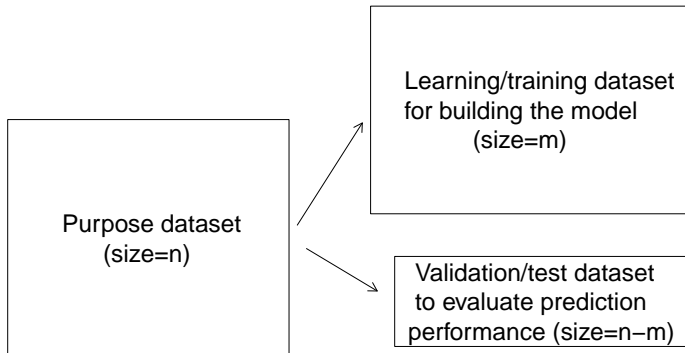 Purpose dataset
(size=n)
Learning/training dataset
for building the model
(size=m)
Validation/test dataset
to evaluate prediction
performance (size=n−m)